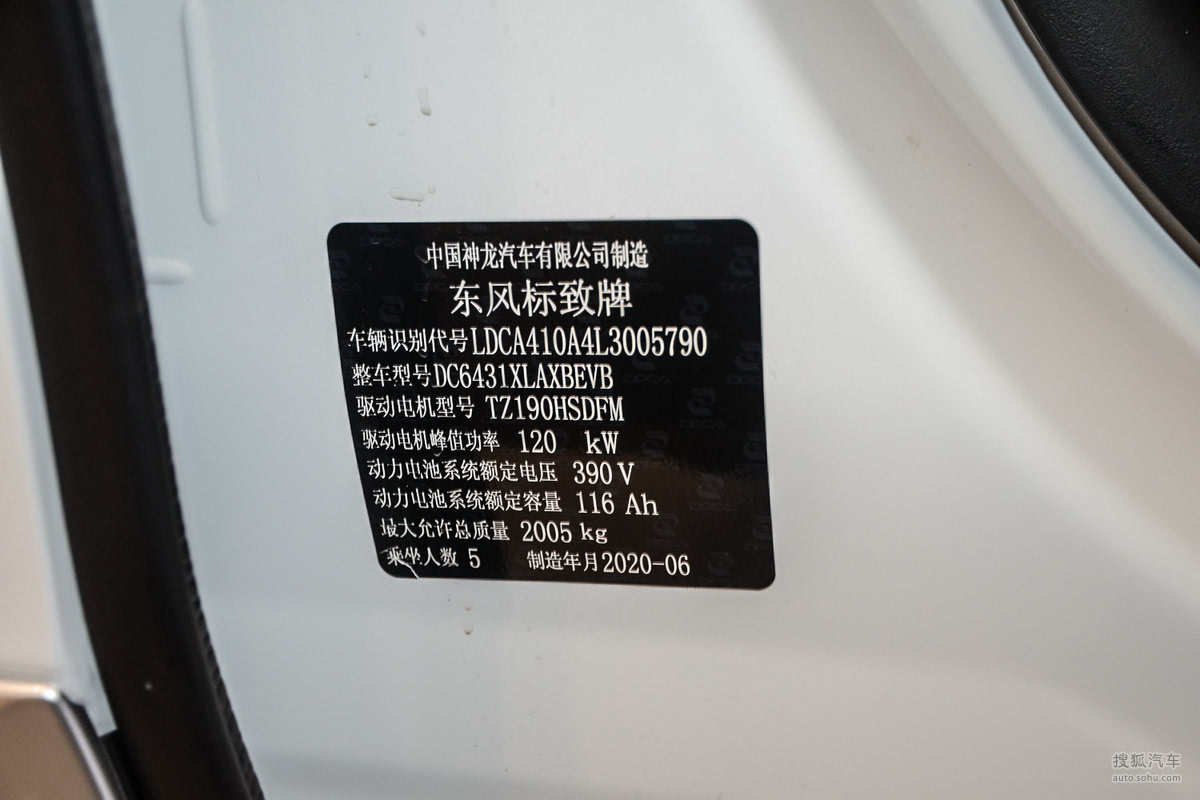 中国神龙汽车有限公司制造
东风标致牌
车辆识别代号LDCA410A4L3005790
整车型号DC6431XLAXBEVB
驱动电机型号 TZ190HSDFM
驱动电机峰值功率 120 kW
动力电池系统额定电压 390 V
动力电池系统额定容量 116 Ah
最大允许总质量 2005 kg
乘坐人数 5 制造年月2020-06
搜狐汽车
auto.sohu.com